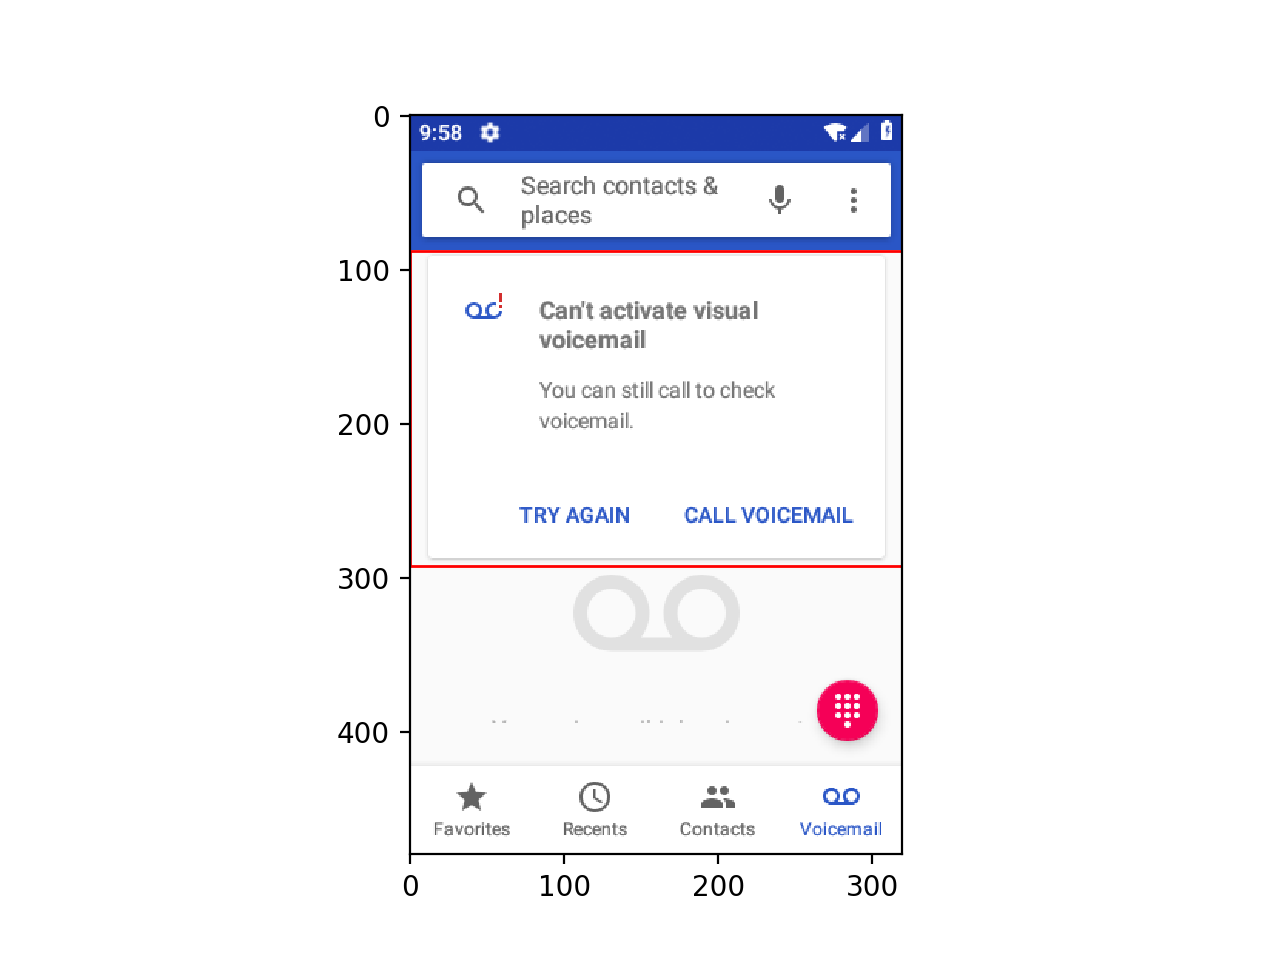 0
9:58
Search contacts &
places
100
Can't activate visual
voicemail
You can still call to check
200
voicemail.
TRY AGAIN CALL VOICEMAIL
300
400
Favorites Recents Contacts Voicemail
0 100 200 300